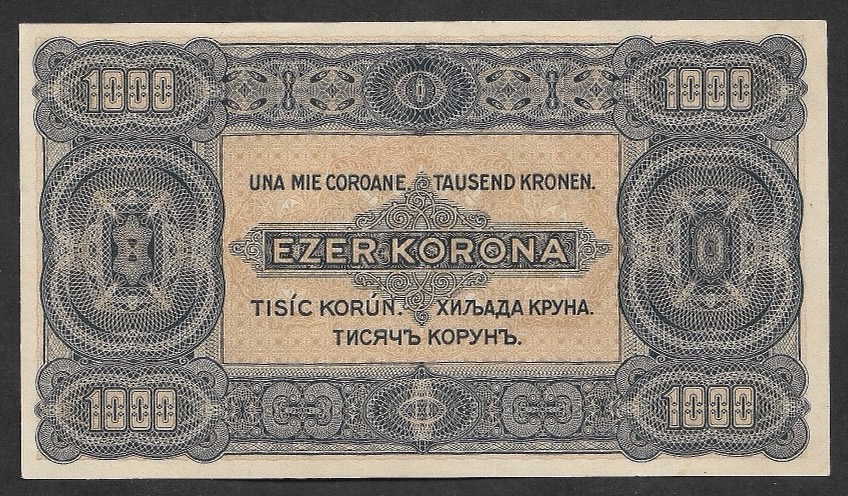 1000 1000
UNA MIE COROANE. TAUSEND KRONEN.
EZER KORONA
TISÍC KORÚN. ХИЉАДА КРУНА.
ТИСЯЧЪ КОРУНЪ.
1000 1000